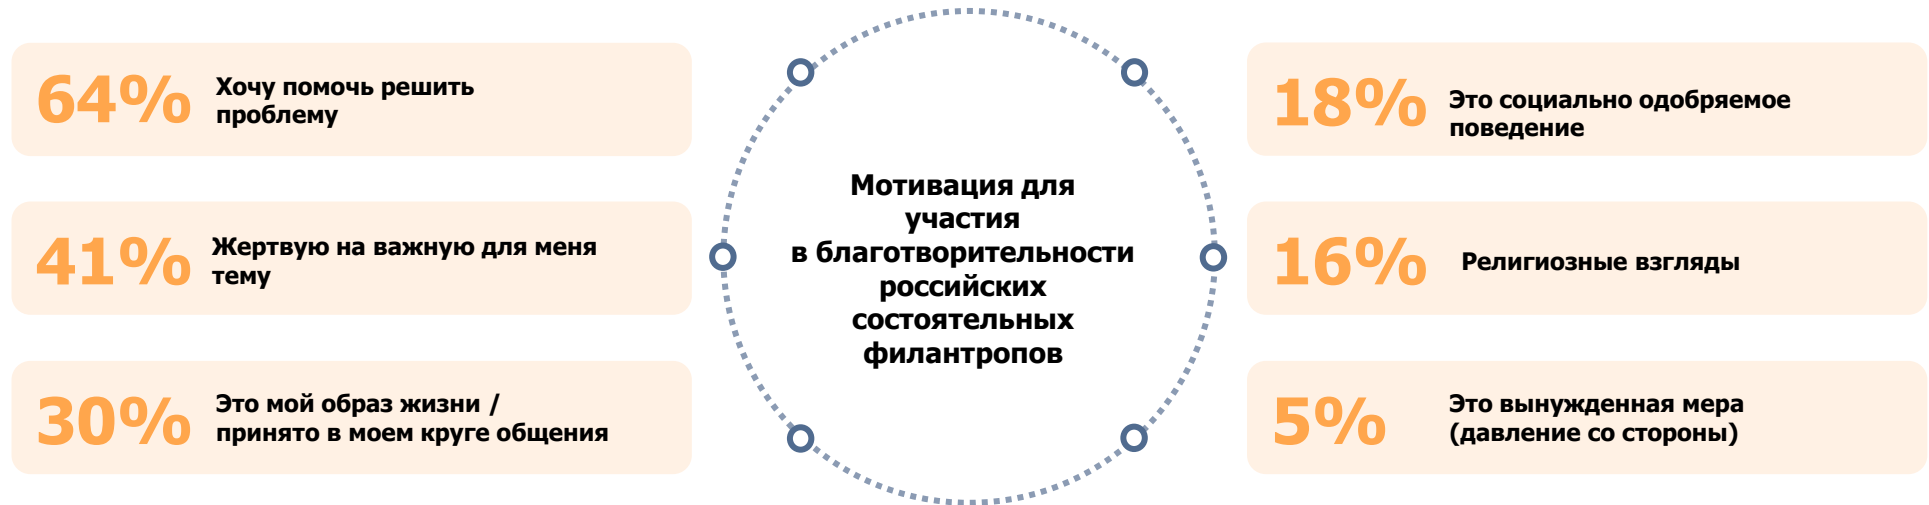 64%
Хочу помочь решить
проблему
41%
Жертвую на важную для меня
тему
30%
Это мой образ жизни /
принято в моем круге общения
Мотивация для
участия
в благотворительности
российских
состоятельных
филантропов
18%
Это социально одобряемое
поведение
16%
Религиозные взгляды
5%
Это вынужденная мера
(давление со стороны)